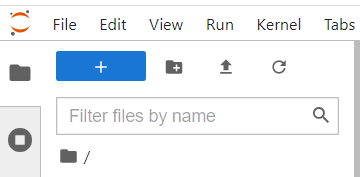 File Edit View Run Kernel Tabs
+
Filter files by name
/